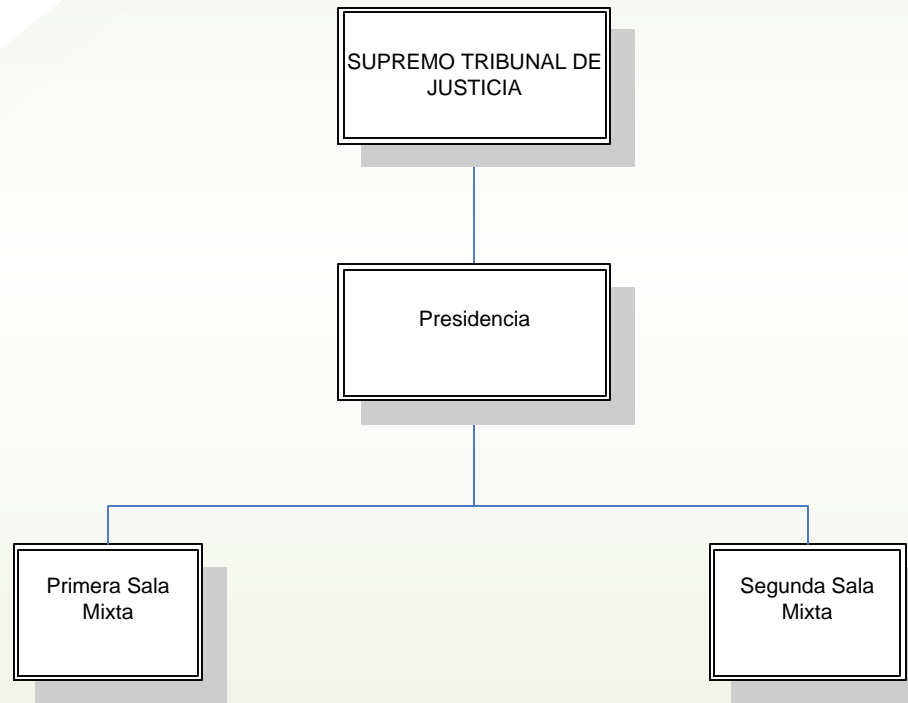 SUPREMO TRIBUNAL DE
JUSTICIA
Presidencia
Primera Sala
Mixta
Segunda Sala
Mixta